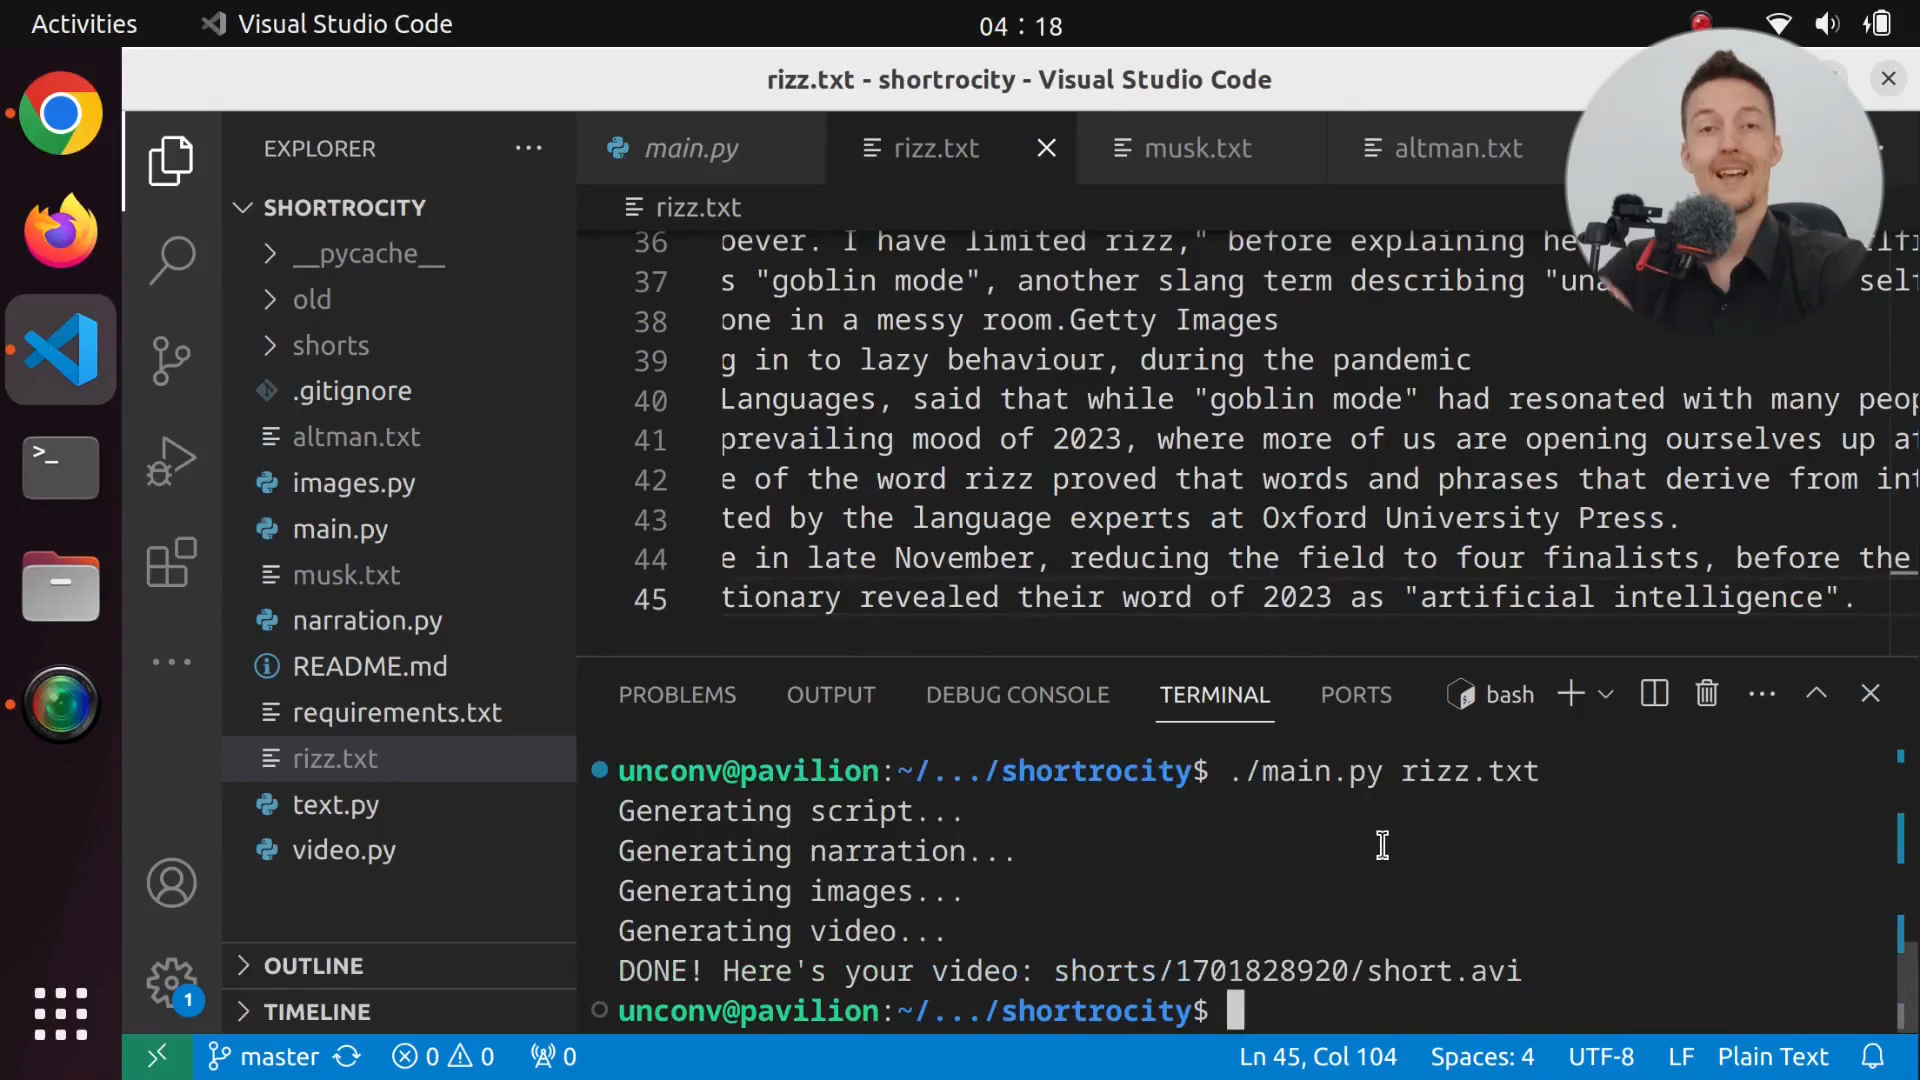 Activities
Visual Studio Code
04 : 18
rizz.txt - shortrocity - Visual Studio Code
EXPLORER
SHORTROCITY
__pycache__
old
shorts
.gitignore
altman.txt
images.py
main.py
musk.txt
narration.py
README.md
requirements.txt
rizz.txt
text.py
video.py
OUTLINE
TIMELINE
main.py
rizz.txt
musk.txt
altman.txt
rizz.txt
36 bever. I have limited rizz," before explaining he
37 s "goblin mode", another slang term describing "una self
38 one in a messy room.Getty Images
39 g in to lazy behaviour, during the pandemic
40 Languages, said that while "goblin mode" had resonated with many peop
41 prevailing mood of 2023, where more of us are opening ourselves up a
42 e of the word rizz proved that words and phrases that derive from int
43 ted by the language experts at Oxford University Press.
44 e in late November, reducing the field to four finalists, before the
45 tionary revealed their word of 2023 as "artificial intelligence".
PROBLEMS OUTPUT DEBUG CONSOLE TERMINAL PORTS bash
unconv@pavilion:~/.../shortrocity$ ./main.py rizz.txt
Generating script...
Generating narration...
Generating images...
Generating video...
DONE! Here's your video: shorts/1701828920/short.avi
unconv@pavilion:~/.../shortrocity$
1
master 0 0 0 Ln 45, Col 104 Spaces: 4 UTF-8 LF Plain Text